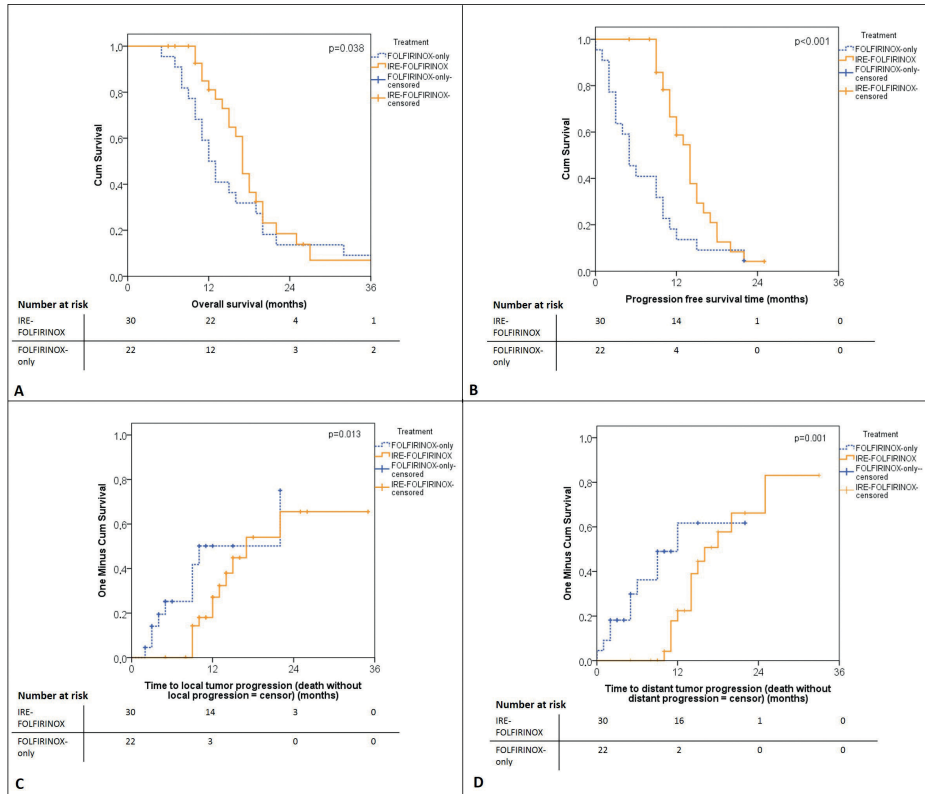 p=0.038
Treatment
FOLFIRINOX-only
IRE-FOLFIRINOX
FOLFIRINOX-only-
censored
IRE-FOLFIRINOX-
censored
Cum Survival
1,0
0,8
0,6
0,4
0,2
0,0
0 12 24 36
Overall survival (months)
Number at risk
IRE-
FOLFIRINOX 30 22 4 1
FOLFIRINOX-
only 22 12 3 2
A
p<0.001
Treatment
FOLFIRINOX-only
IRE-FOLFIRINOX
FOLFIRINOX-only-
censored
IRE-FOLFIRINOX-
censored
Cum Survival
1,0
0,8
0,6
0,4
0,2
0,0
0 12 24 36
Progression free survival time (months)
Number at risk
IRE-
FOLFIRINOX 30 14 1 0
FOLFIRINOX-
only 22 4 0 0
B
p=0.013
Treatment
FOLFIRINOX-only
IRE-FOLFIRINOX
FOLFIRINOX-only-
censored
IRE-FOLFIRINOX-
censored
One Minus Cum Survival
1,0
0,8
0,6
0,4
0,2
0,0
0 12 24 36
Time to local tumor progression (death without
local progression = censor) (months)
Number at risk
IRE-
FOLFIRINOX 30 14 3 0
FOLFIRINOX-
only 22 3 0 0
C
p=0.001
Treatment
FOLFIRINOX-only
IRE-FOLFIRINOX
FOLFIRINOX-only--
censored
IRE-FOLFIRINOX-
censored
One Minus Cum Survival
1,0
0,8
0,6
0,4
0,2
0,0
0 12 24 36
Time to distant tumor progression (death without
distant progression = censor) (months)
Number at risk
IRE-
FOLFIRINOX 30 16 1 0
FOLFIRINOX-
only 22 2 0 0
D